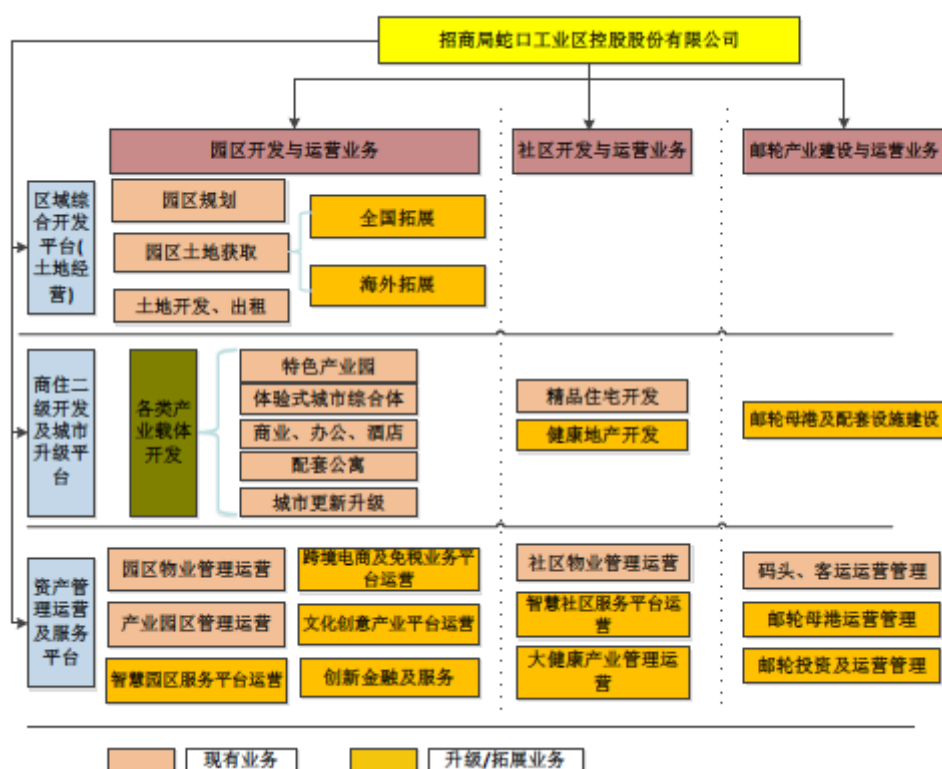 招商局蛇口工业区控股股份有限公司
园区开发与运营业务
社区开发与运营业务
邮轮产业建设与运营业务
区域综
合开发
平台(
土地经
营)
园区规划
园区土地获取
土地开发、出租
全国拓展
海外拓展
商住二
级开发
及城市
升级平
台
各类产
业载体
开发
特色产业园
体验式城市综合体
商业、办公、酒店
配套公寓
城市更新升级
精品住宅开发
健康地产开发
邮轮母港及配套设施建设
资产管
理运营
及服务
平台
园区物业管理运营
产业园区管理运营
智慧园区服务平台运营
跨境电商及免税业务平
台运营
文化创意产业平台运营
创新金融及服务
社区物业管理运营
智慧社区服务平台运
营
大健康产业管理运
营
码头、客运运营管理
邮轮母港运营管理
邮轮投资及运营管理
现有业务
升级/拓展业务